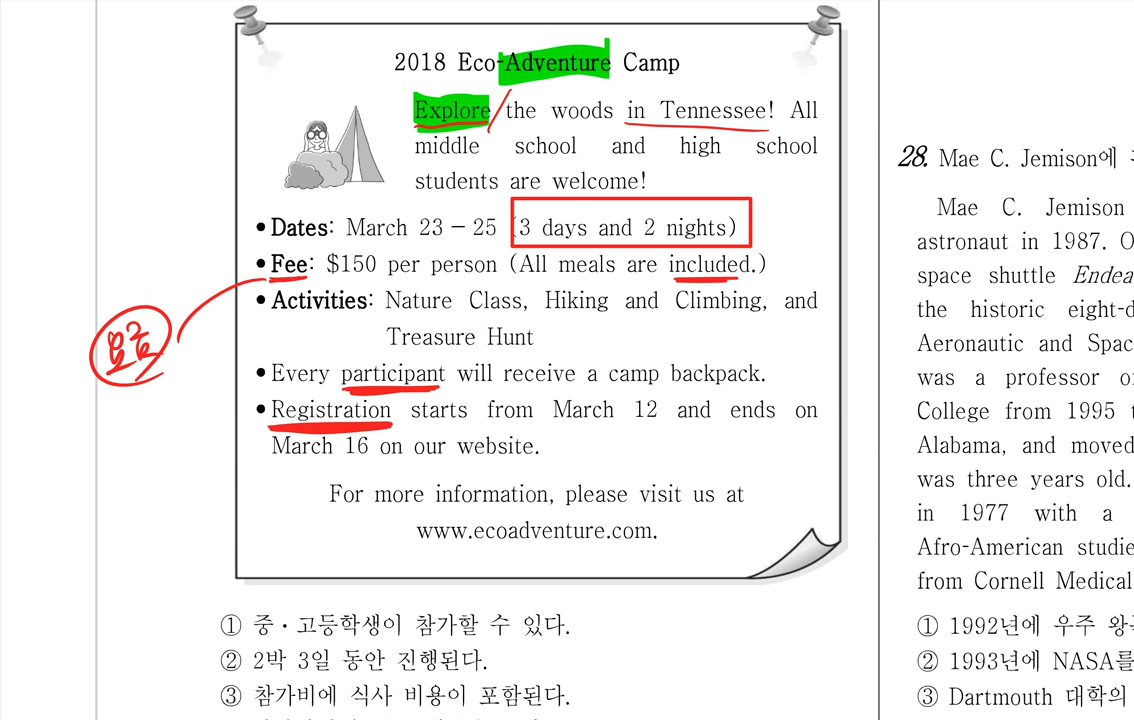 2018 Eco-Adventure Camp
Explore the woods in Tennessee! All
middle school and high school
students are welcome!
• Dates: March 23 – 25 (3 days and 2 nights)
• Fee: $150 per person (All meals are included.)
• Activities: Nature Class, Hiking and Climbing, and
Treasure Hunt
요금
• Every participant will receive a camp backpack.
• Registration starts from March 12 and ends on
March 16 on our website.
For more information, please visit us at
www.ecoadventure.com.
① 중·고등학생이 참가할 수 있다.
② 2박 3일 동안 진행된다.
③ 참가비에 식사 비용이 포함된다.
28. Mae C. Jemison에
Mae C. Jemison
astronaut in 1987. O
space shuttle Endea
the historic eight-d
Aeronautic and Spac
was a professor of
College from 1995 t
Alabama, and moved
was three years old.
in 1977 with a
Afro-American studie
from Cornell Medical
① 1992년에 우주 왕
② 1993년에 NASA를
③ Dartmouth 대학의